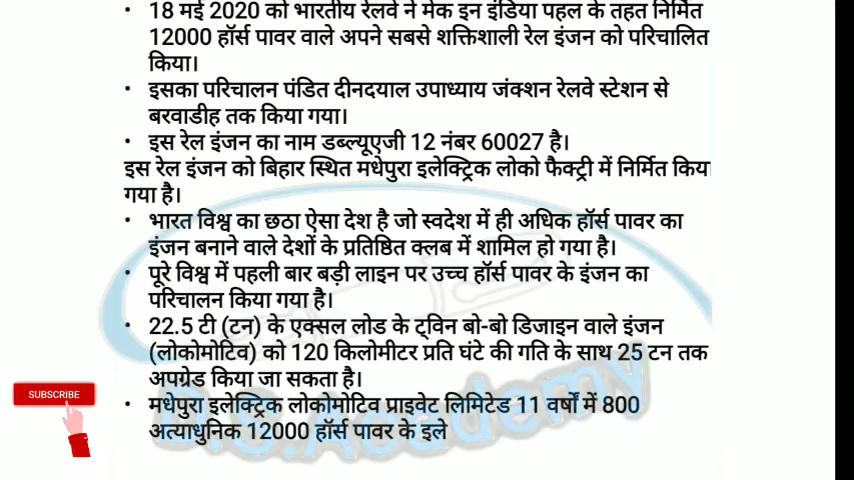 • 18 मई 2020 को भारतीय रेलवे ने मेक इन इंडिया पहल के तहत निर्मित
12000 हॉर्स पावर वाले अपने सबसे शक्तिशाली रेल इंजन को परिचालित
किया।
• इसका परिचालन पंडित दीनदयाल उपाध्याय जंक्शन रेलवे स्टेशन से
बरवाडीह तक किया गया।
• इस रेल इंजन का नाम डब्ल्यूएजी 12 नंबर 60027 है।
इस रेल इंजन को बिहार स्थित मधेपुरा इलेक्ट्रिक लोको फैक्ट्री में निर्मित किया
गया है।
• भारत विश्व का छठा ऐसा देश है जो स्वदेश में ही अधिक हॉर्स पावर का
इंजन बनाने वाले देशों के प्रतिष्ठित क्लब में शामिल हो गया है।
• पूरे विश्व में पहली बार बड़ी लाइन पर उच्च हॉर्स पावर के इंजन का
परिचालन किया गया है।
• 22.5 टी (टन) के एक्सल लोड के ट्विन बो-बो डिजाइन वाले इंजन
(लोकोमोटिव) को 120 किलोमीटर प्रति घंटे की गति के साथ 25 टन तक
अपग्रेड किया जा सकता है।
• मधेपुरा इलेक्ट्रिक लोकोमोटिव प्राइवेट लिमिटेड 11 वर्षों में 800
अत्याधुनिक 12000 हॉर्स पावर के इले
SUBSCRIBE
D.S.Academy